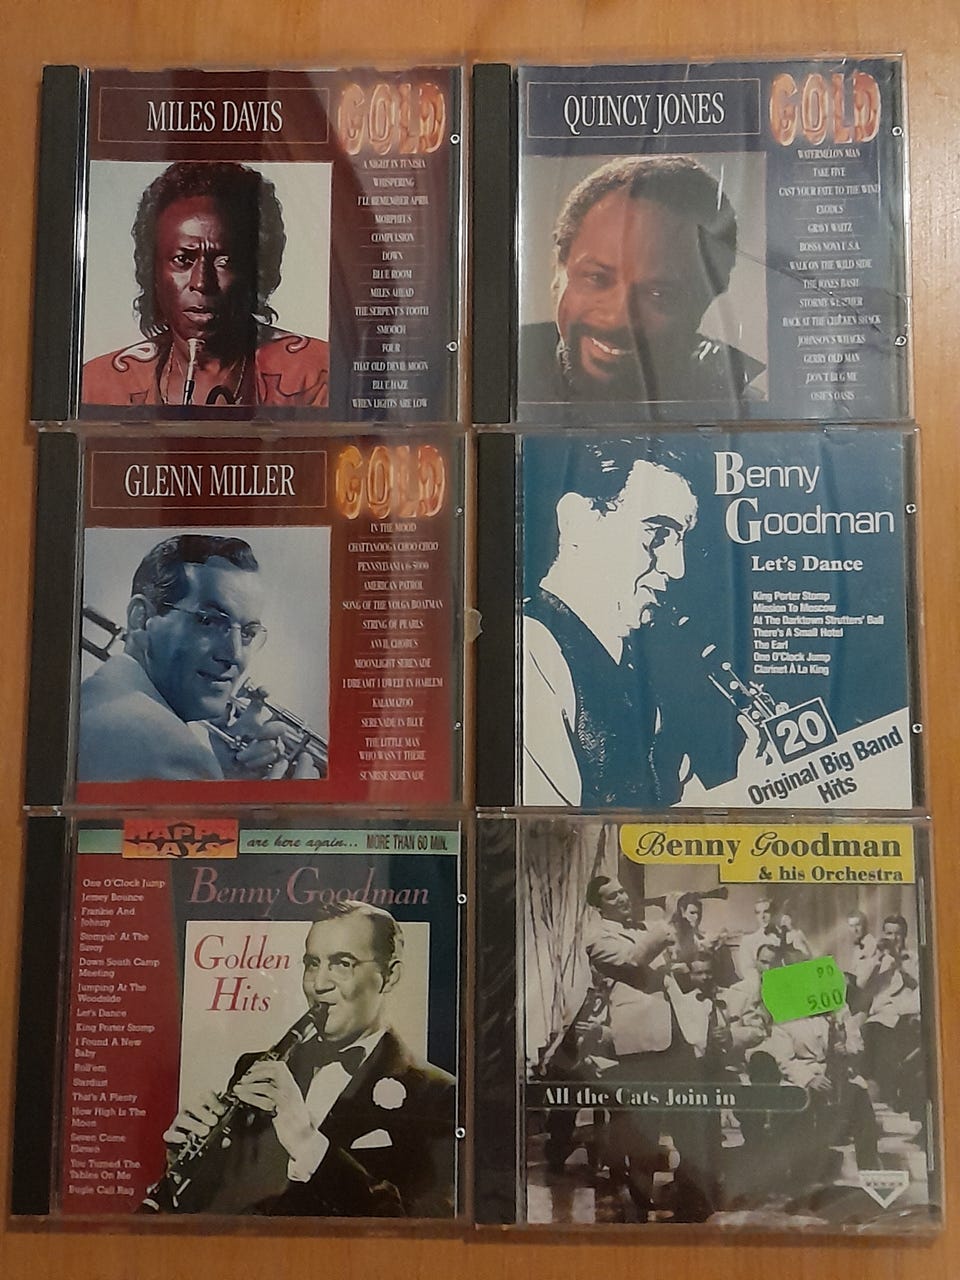 MILES DAVIS
GOLD
A NIGHT IN TUNISIA
WHISPERING
I'LL REMEMBER APRIL
MORPHEUS
COMPULSION
DOWN
BLUE ROOM
MILES AHEAD
THE SERPENT'S TOOTH
SMOOCH
FOUR
THAT OLD DEVIL MOON
BLUE HAZE
WHEN LIGHTS ARE LOW
QUINCY JONES
GOLD
WATERMELON MAN
TAKE FIVE
CAST YOUR FATE TO THE WIND
EXODUS
GRAVY WALTZ
BOSSA NOVA U.S.A.
WALK ON THE WILD SIDE
THE JONES BASH
STORMY WEATHER
BACK AT THE CHICKEN SHACK
JOHNSON'S WHACKS
GERRY OLD MAN
DON'T BUG ME
OSIE'S OASIS
GLENN MILLER
GOLD
IN THE MOOD
CHATTANOOGA CHOO CHOO
PENNSYLVANIA 6-5000
AMERICAN PATROL
SONG OF THE VOLGA BOATMAN
STRING OF PEARLS
ANVIL CHORUS
MOONLIGHT SERENADE
I DREAMT I DWELT IN HARLEM
KALAMAZOO
SERENADE IN BLUE
THE LITTLE MAN
WHO WASN'T THERE
SUNRISE SERENADE
Benny
Goodman
Let's Dance
King Porter Stomp
Mission To Moscow
At The Darktown Strutters' Ball
There's A Small Hotel
The Earl
One O'Clock Jump
Clarinet À La King
20
Original Big Band
Hits
HAPPY
DAYS
are here again... MORE THAN 60 MIN.
Benny Goodman
Golden
Hits
One O'Clock Jump
Jersey Bounce
Frankie And
Johnny
Stompin' At The
Savoy
Down South Camp
Meeting
Jumping At The
Woodside
Let's Dance
King Porter Stomp
I Found A New
Baby
Roll'em
Stardust
That's A Plenty
How High Is The
Moon
Seven Come
Eleven
You Turned The
Tables On Me
Bugle Call Rag
Benny Goodman
& his Orchestra
90
5.00
All the Cats Join in